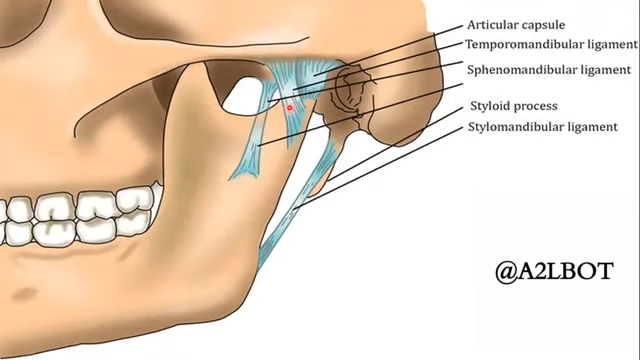 Articular capsule
Temporomandibular ligament
Sphenomandibular ligament
Styloid process
Stylomandibular ligament
@A2LBOT